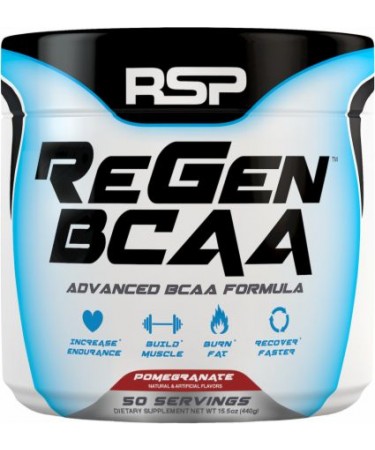 RSP
REGEN™
BCAA
ADVANCED BCAA FORMULA
INCREASE* ENDURANCE
BUILD* MUSCLE
BURN* FAT
RECOVER* FASTER
POMEGRANATE
NATURAL & ARTIFICIAL FLAVORS
50 SERVINGS
DIETARY SUPPLEMENT NET WT 15.5oz (440g)